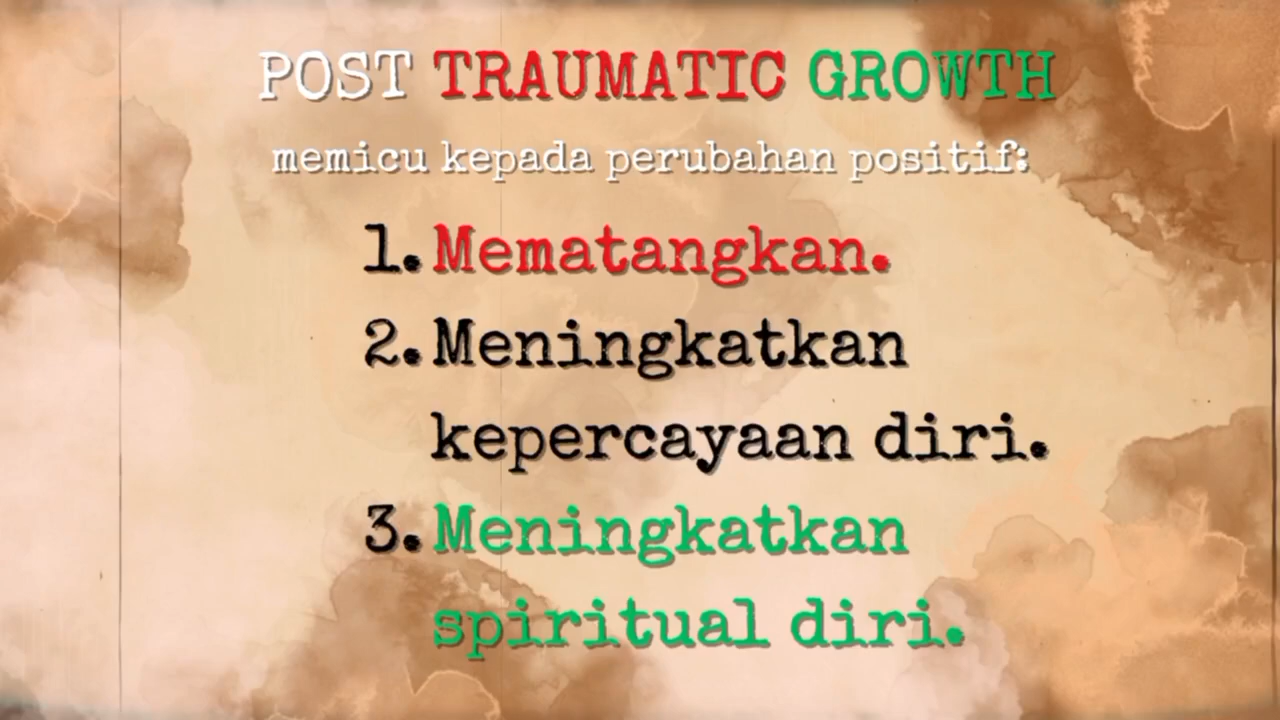 POST TRAUMATIC GROWTH
memicu kepada perubahan positif:
1. Mematangkan.
2. Meningkatkan
kepercayaan diri.
3. Meningkatkan
spiritual diri.